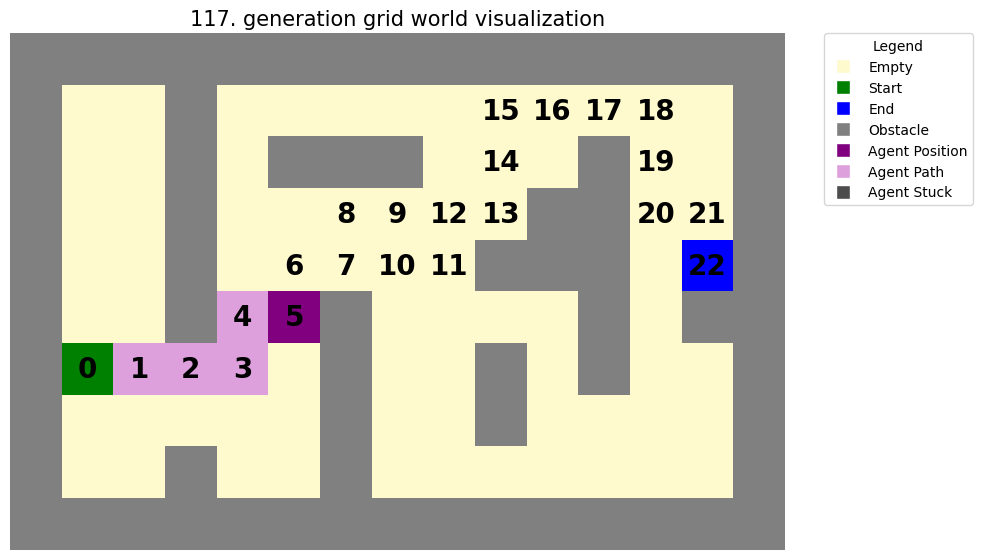 117. generation grid world visualization
15 16 17 18
14 19
8 9 12 13 20 21
6 7 10 11 22
4 5
0 1 2 3
Legend
Empty
Start
End
Obstacle
Agent Position
Agent Path
Agent Stuck